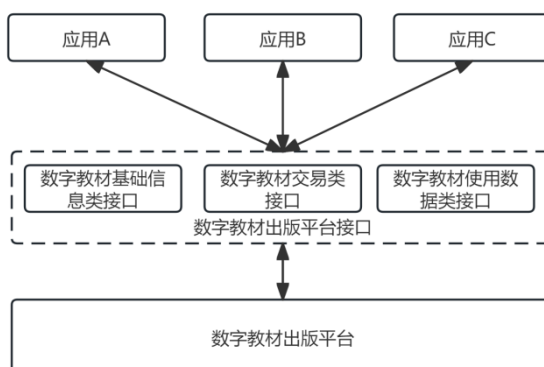 应用A
应用B
应用C
数字教材基础信
息类接口
数字教材交易类
接口
数字教材使用数
据类接口
数字教材出版平台接口
数字教材出版平台